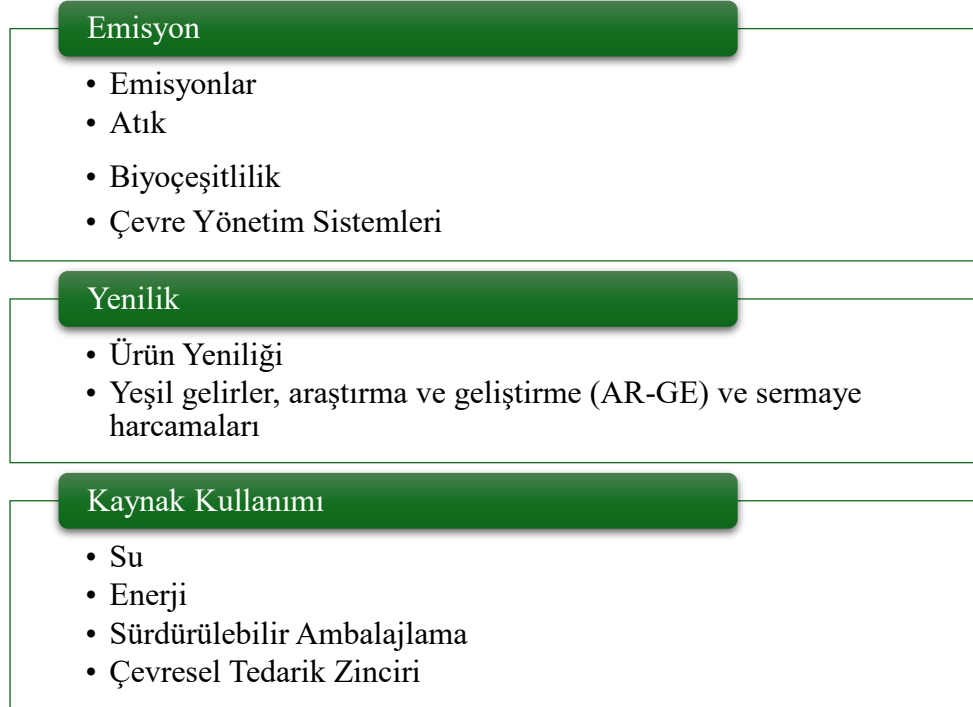 Emisyon
• Emisyonlar
• Atık
• Biyoçeşitlilik
• Çevre Yönetim Sistemleri
Yenilik
• Ürün Yeniliği
• Yeşil gelirler, araştırma ve geliştirme (AR-GE) ve sermaye
harcamaları
Kaynak Kullanımı
• Su
• Enerji
• Sürdürülebilir Ambalajlama
• Çevresel Tedarik Zinciri